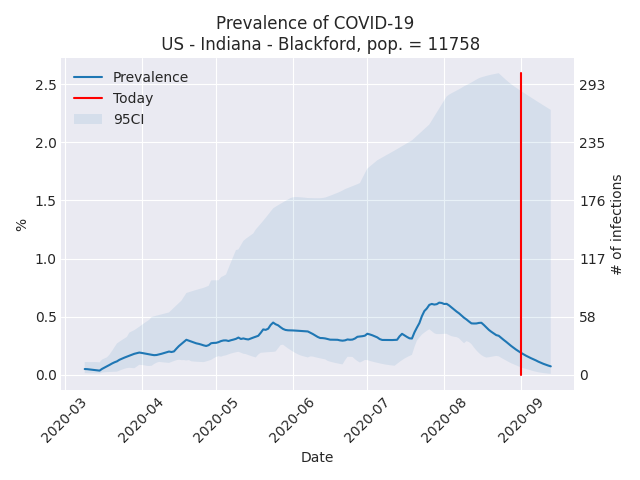 Prevalence of COVID-19
US - Indiana - Blackford, pop. = 11758
Prevalence
Today
95CI
2.5
2.0
1.5
1.0
0.5
0.0
%
293
235
176
117
58
0
# of infections
2020-03
2020-04
2020-05
2020-06
2020-07
2020-08
2020-09
Date